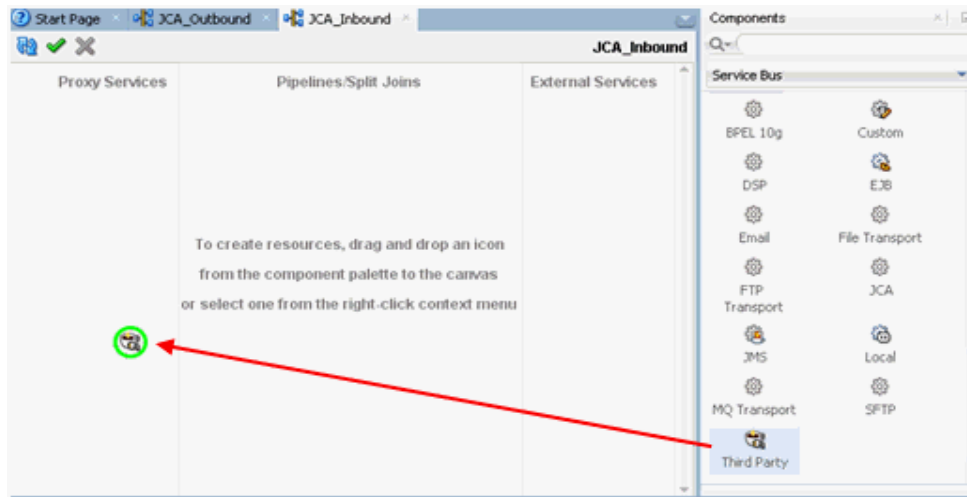 Start Page
JCA_Outbound
JCA_Inbound
Components
JCA_Inbound
Service Bus
Proxy Services
Pipelines/Split Joins
External Services
BPEL 10g
Custom
DSP
EJB
Email
File Transport
To create resources, drag and drop an icon
from the component palette to the canvas
or select one from the right-click context menu
FTP
Transport
JCA
JMS
Local
MQ Transport
SFTP
Third Party